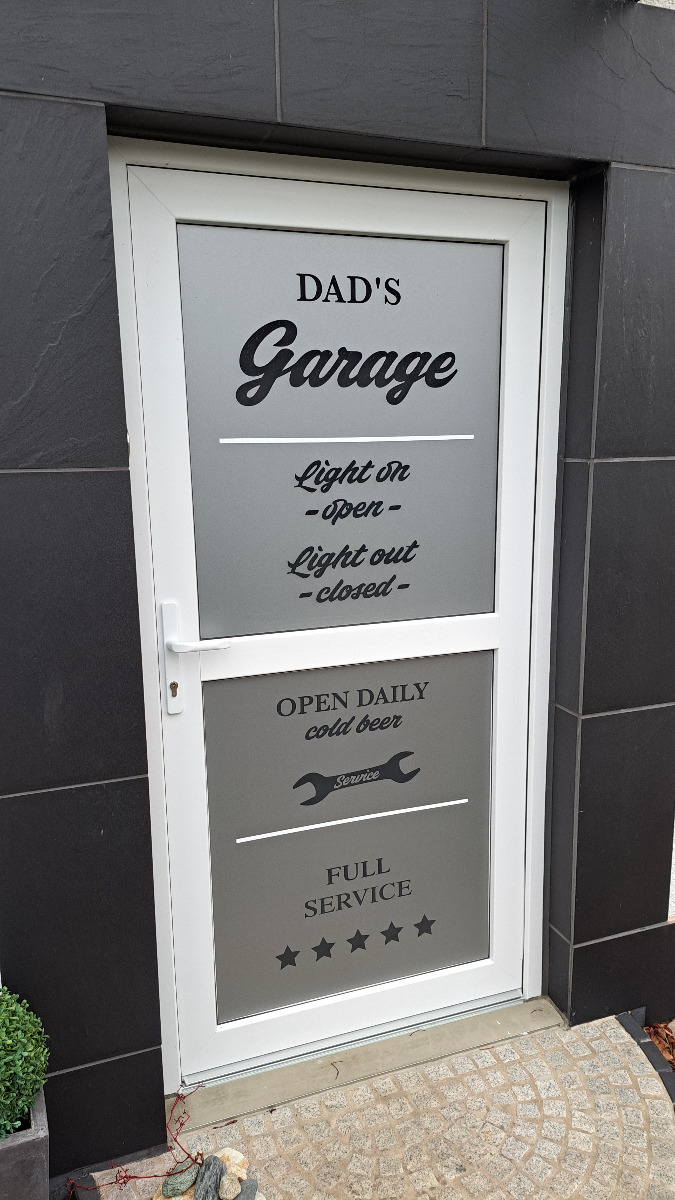 DAD'S
Garage
Light on
- open -
Light out
- closed -
OPEN DAILY
cold beer
Service
FULL
SERVICE